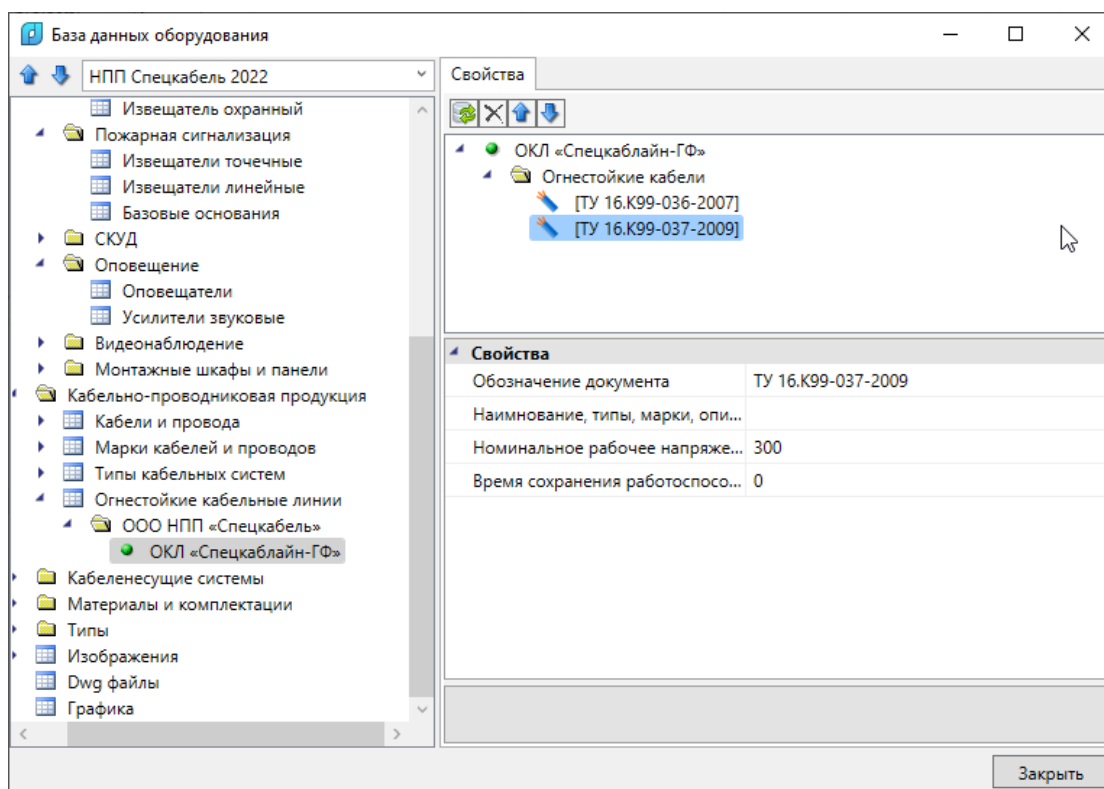 База данных оборудования
НПП Спецкабель 2022
Извещатель охранный
Пожарная сигнализация
Извещатели точечные
Извещатели линейные
Базовые основания
СКУД
Оповещение
Оповещатели
Усилители звуковые
Видеонаблюдение
Монтажные шкафы и панели
Кабельно-проводниковая продукция
Кабели и провода
Марки кабелей и проводов
Типы кабельных систем
Огнестойкие кабельные линии
ООО НПП «Спецкабель»
ОКЛ «Спецкаблайн-ГФ»
Кабеленесущие системы
Материалы и комплектации
Типы
Изображения
Dwg файлы
Графика
Свойства
ОКЛ «Спецкаблайн-ГФ»
Огнестойкие кабели
[ТУ 16.К99-036-2007]
[ТУ 16.К99-037-2009]
Свойства
Обозначение документа ТУ 16.К99-037-2009
Наимнование, типы, марки, опи...
Номинальное рабочее напряже... 300
Время сохранения работоспосо... 0
Закрыть